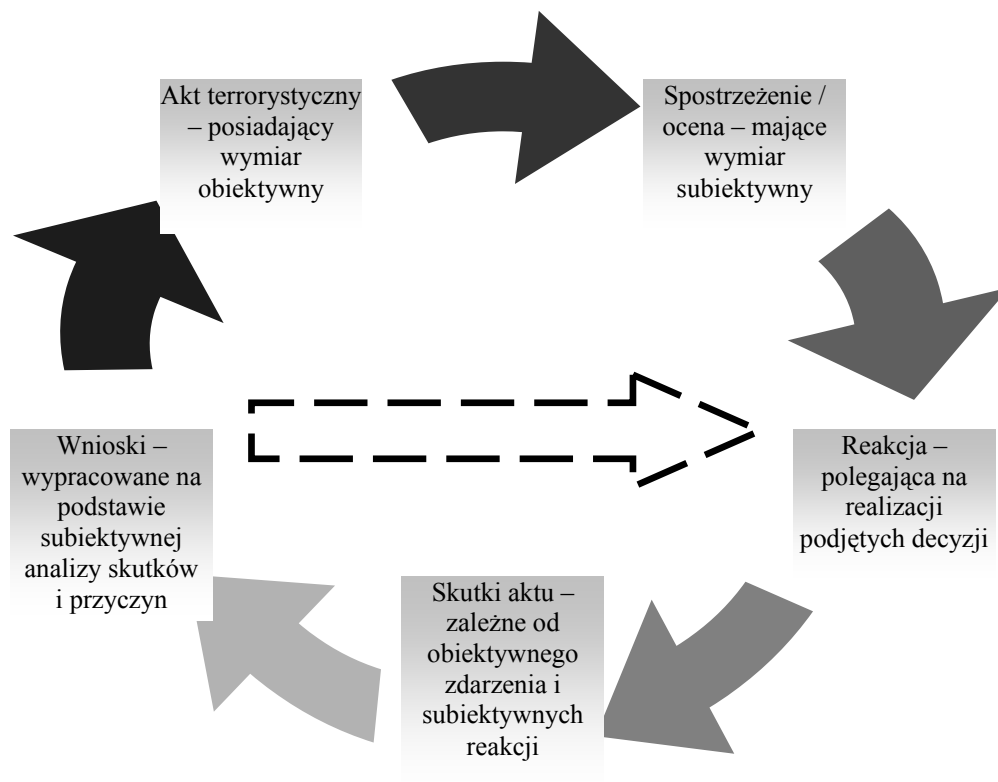 Akt terrorystyczny
– posiadający
wymiar
obiektywny
Spostrzeżenie /
ocena – mające
wymiar
subiektywny
Reakcja –
polegająca na
realizacji
podjętych decyzji
Skutki aktu –
zależne od
obiektywnego
zdarzenia i
subiektywnych
reakcji
Wnioski –
wypracowane na
podstawie
subiektywnej
analizy skutków
i przyczyn